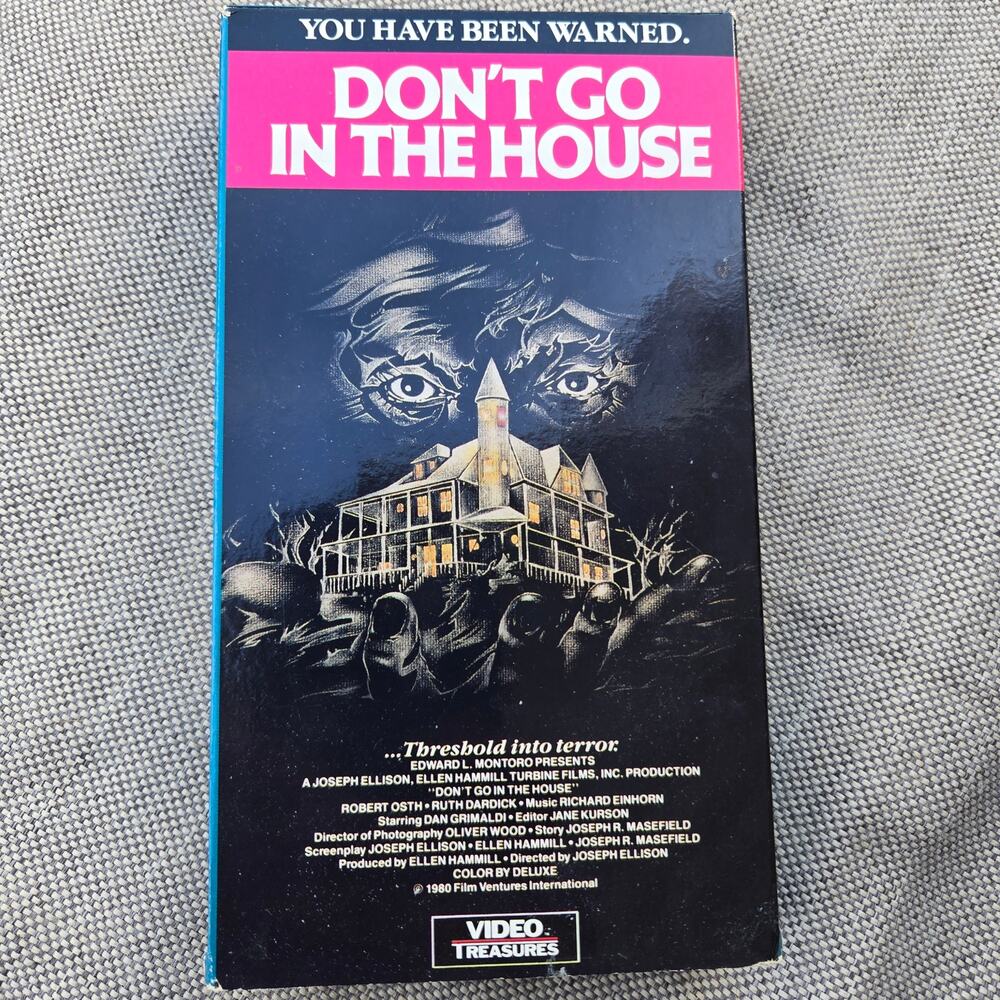 YOU HAVE BEEN WARNED.
DON'T GO
IN THE HOUSE
...Threshold into terror.
EDWARD L. MONTORO PRESENTS
A JOSEPH ELLISON, ELLEN HAMMILL TURBINE FILMS, INC. PRODUCTION
"DON'T GO IN THE HOUSE"
ROBERT OSTH • RUTH DARDICK • Music RICHARD EINHORN
Starring DAN GRIMALDI • Editor JANE KURSON
Director of Photography OLIVER WOOD • Story JOSEPH R. MASEFIELD
Screenplay JOSEPH ELLISON • ELLEN HAMMILL • JOSEPH R. MASEFIELD
Produced by ELLEN HAMMILL • Directed by JOSEPH ELLISON
COLOR BY DELUXE
℗ 1980 Film Ventures International
VIDEO™
TREASURES